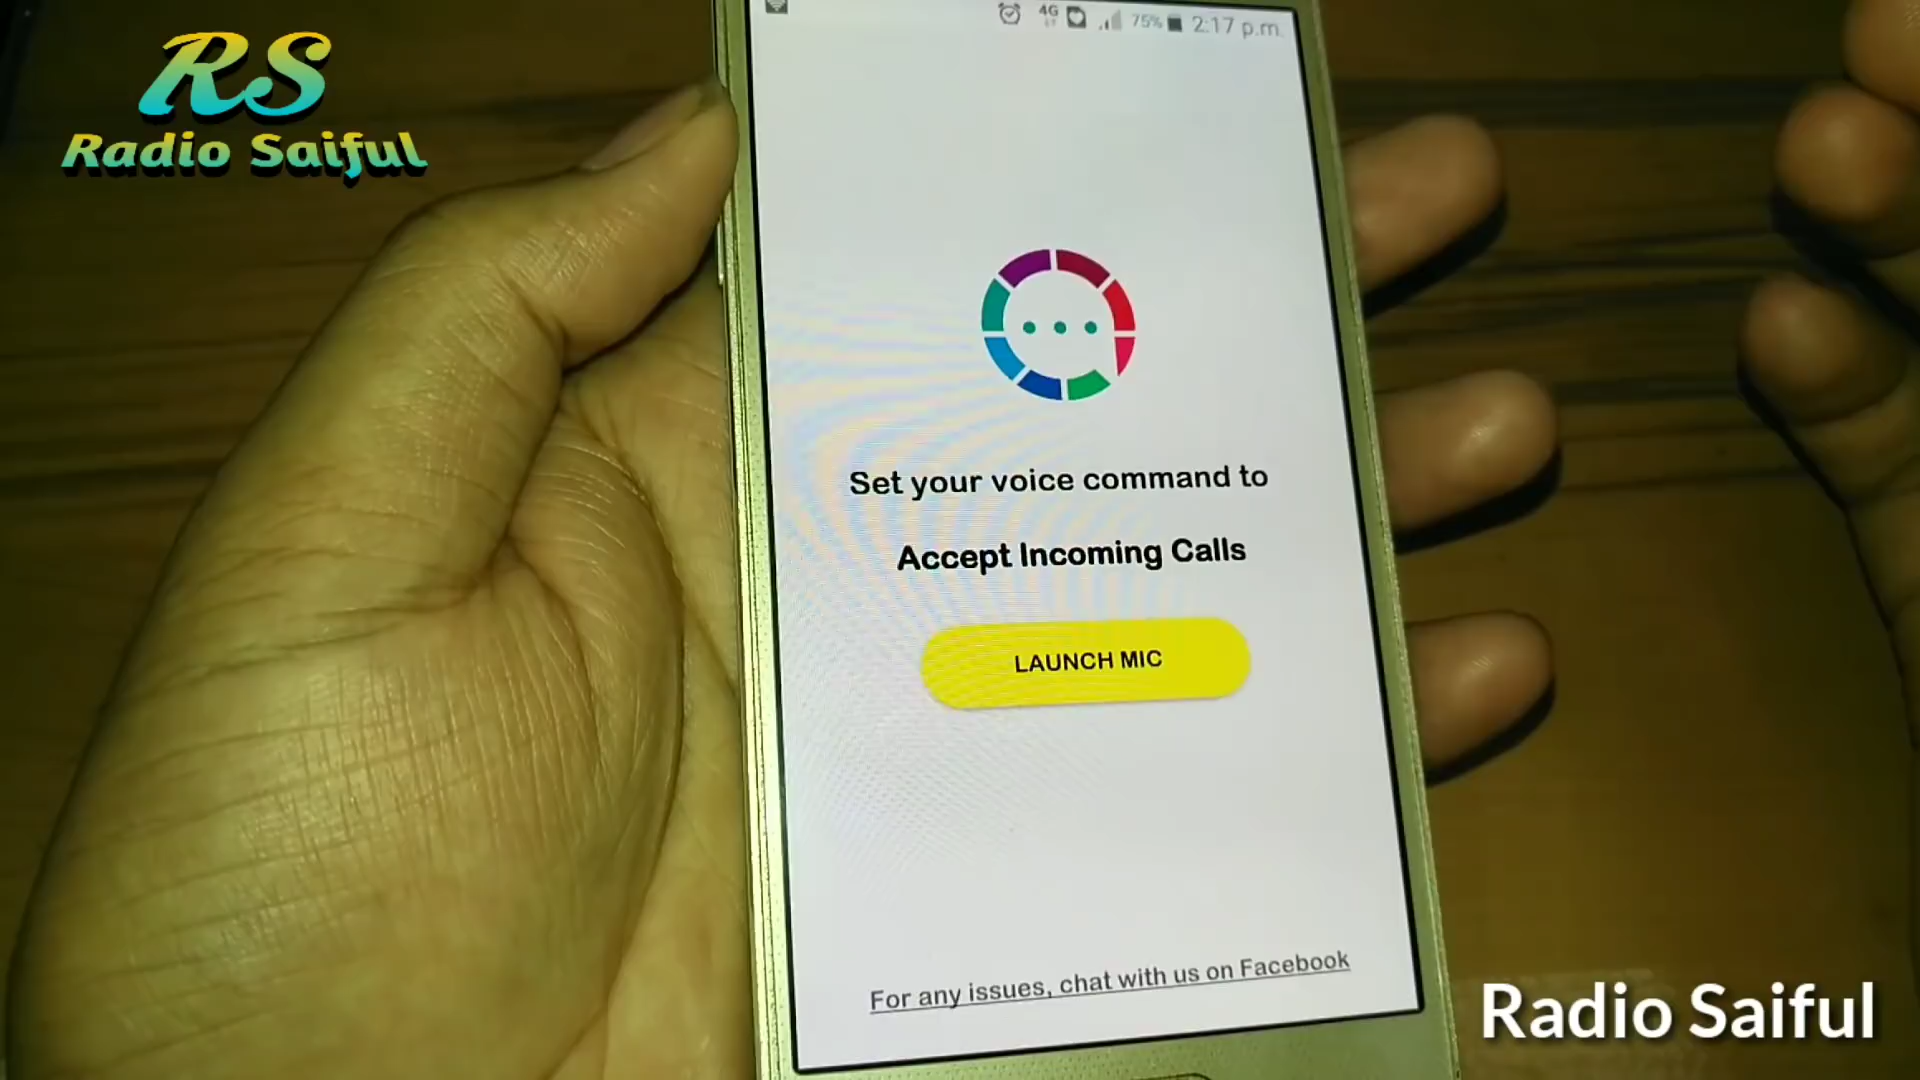 RS
Radio Saiful
4G
75% 2:17 p.m.
Set your voice command to
Accept Incoming Calls
LAUNCH MIC
For any issues, chat with us on Facebook
Radio Saiful